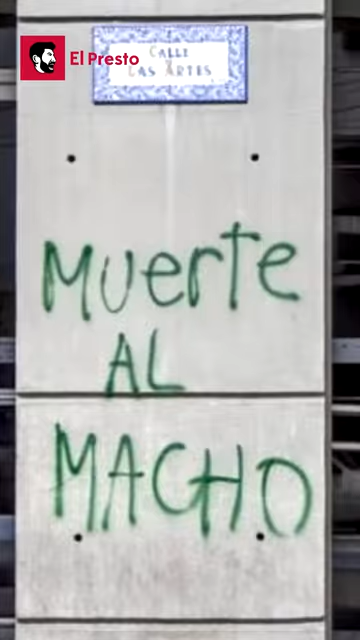 El Presto
CALLE
LAS ARTES
Muerte
AL
MACHO